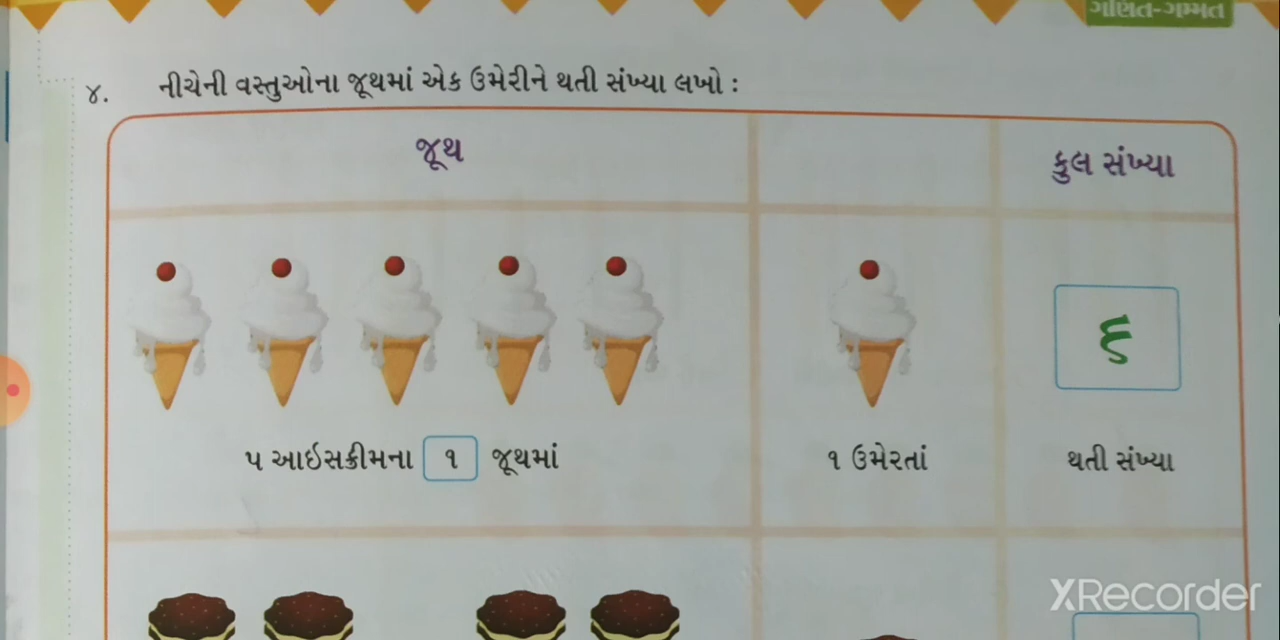 ગણિત-ગમ્મત
૪. નીચેની વસ્તુઓના જૂથમાં એક ઉમેરીને થતી સંખ્યા લખો :
જૂથ
કુલ સંખ્યા
૬
૫ આઇસક્રીમના ૧ જૂથમાં
૧ ઉમેરતાં
થતી સંખ્યા
XRecorder